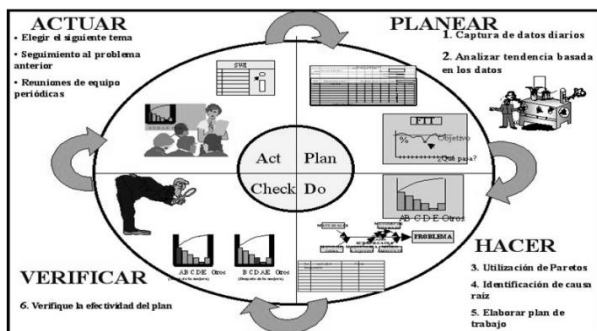 ACTUAR
• Elegir el siguiente tema
• Seguimiento al problema
anterior
• Reuniones de equipo
periódicas
PLANEAR
1. Captura de datos diarios
2. Analizar tendencia basada
en los datos
FTT
%
Objetivo
¿Qué pasa?
Act
Plan
Check
Do
AB C D E Otros
PROBLEMA
HACER
3. Utilización de Paretos
4. Identificación de causa
raíz
5. Elaborar plan de
trabajo
AB C D E Otros
B C D AE Otros
VERIFICAR
6. Verifique la efectividad del plan